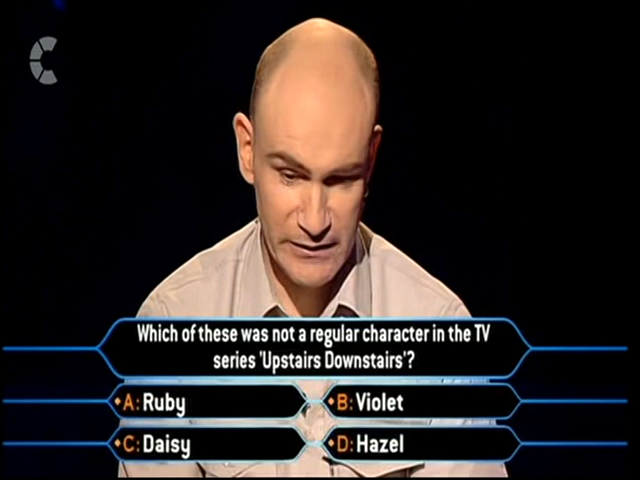 Which of these was not a regular character in the TV
series 'Upstairs Downstairs'?
A: Ruby
B: Violet
C: Daisy
D: Hazel